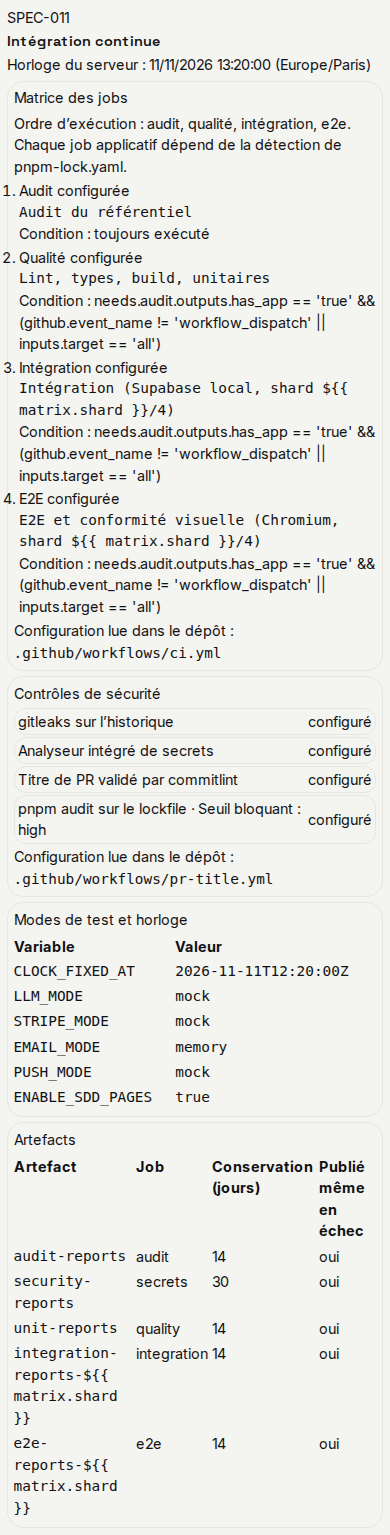 SPEC-011
Intégration continue
Horloge du serveur : 11/11/2026 13:20:00 (Europe/Paris)
Matrice des jobs
Ordre d’exécution : audit, qualité, intégration, e2e.
Chaque job applicatif dépend de la détection de
pnpm-lock.yaml.
1. Audit configurée
Audit du référentiel
Condition : toujours exécuté
2. Qualité configurée
Lint, types, build, unitaires
Condition : needs.audit.outputs.has_app == 'true' &&
(github.event_name != 'workflow_dispatch' ||
inputs.target == 'all')
3. Intégration configurée
Intégration (Supabase local, shard ${{
matrix.shard }}/4)
Condition : needs.audit.outputs.has_app == 'true' &&
(github.event_name != 'workflow_dispatch' ||
inputs.target == 'all')
4. E2E configurée
E2E et conformité visuelle (Chromium,
shard ${{ matrix.shard }}/4)
Condition : needs.audit.outputs.has_app == 'true' &&
(github.event_name != 'workflow_dispatch' ||
inputs.target == 'all')
Configuration lue dans le dépôt :
.github/workflows/ci.yml
Contrôles de sécurité
gitleaks sur l’historique configuré
Analyseur intégré de secrets configuré
Titre de PR validé par commitlint configuré
pnpm audit sur le lockfile · Seuil bloquant :
high configuré
Configuration lue dans le dépôt :
.github/workflows/pr-title.yml
Modes de test et horloge
Variable Valeur
CLOCK_FIXED_AT 2026-11-11T12:20:00Z
LLM_MODE mock
STRIPE_MODE mock
EMAIL_MODE memory
PUSH_MODE mock
ENABLE_SDD_PAGES true
Artefacts
Artefact Job Conservation Publié
(jours) même
en
échec
audit-reports audit 14 oui
security- secrets 30 oui
reports
unit-reports quality 14 oui
integration- integration 14 oui
reports-${{
matrix.shard
}}
e2e- e2e 14 oui
reports-${{
matrix.shard
}}